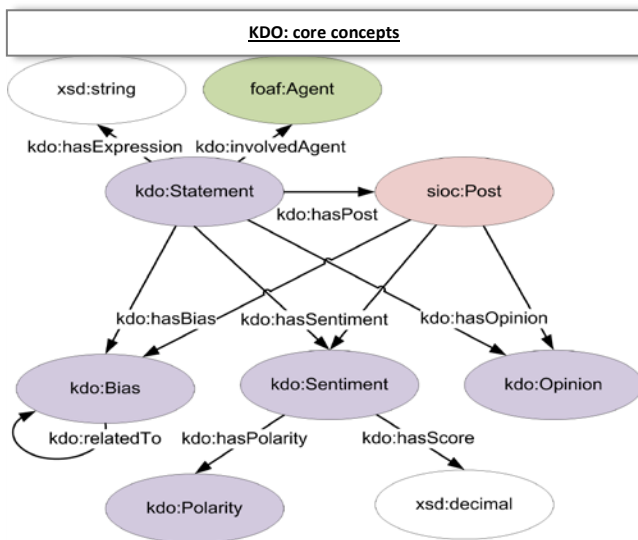 KDO: core concepts
xsd:string
foaf:Agent
kdo:hasExpression
kdo:involvedAgent
kdo:Statement
sioc:Post
kdo:hasPost
kdo:hasBias
kdo:hasSentiment
kdo:hasOpinion
kdo:Bias
kdo:Sentiment
kdo:Opinion
kdo:relatedTo
kdo:hasPolarity
kdo:hasScore
kdo:Polarity
xsd:decimal